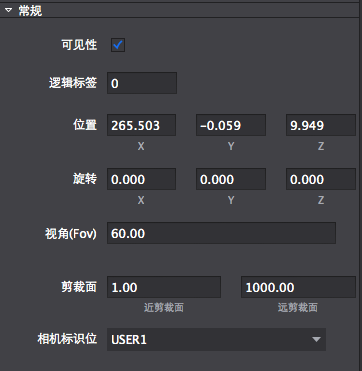 常规
可见性
逻辑标签 0
位置 265.503 -0.059 9.949
X Y Z
旋转 0.000 0.000 0.000
X Y Z
视角(Fov) 60.00
剪裁面 1.00 1000.00
近剪裁面 远剪裁面
相机标识位 USER1